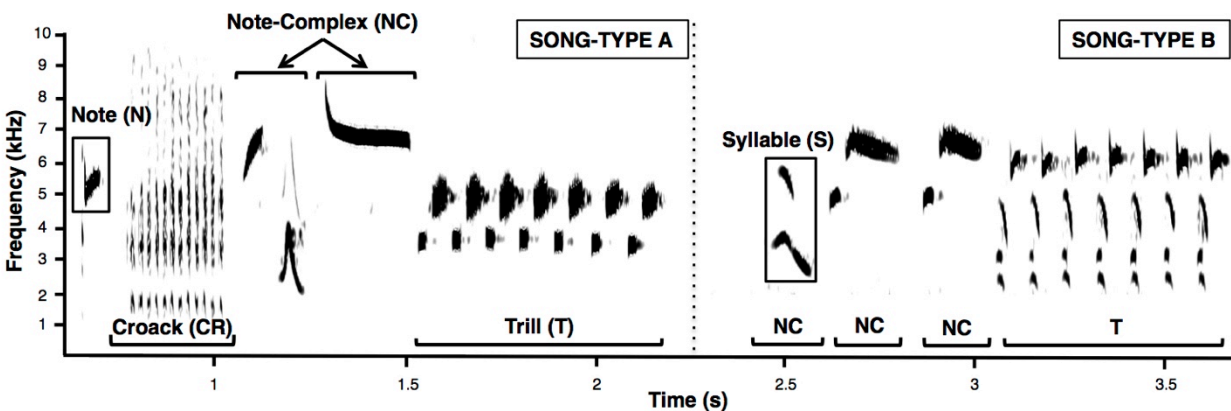 Note-Complex (NC)
SONG-TYPE A
SONG-TYPE B
Frequency (kHz)
10
9
8
7
6
5
4
3
2
1
Note (N)
Syllable (S)
Croack (CR)
Trill (T)
NC
NC
NC
T
1
1.5
2
2.5
3
3.5
Time (s)